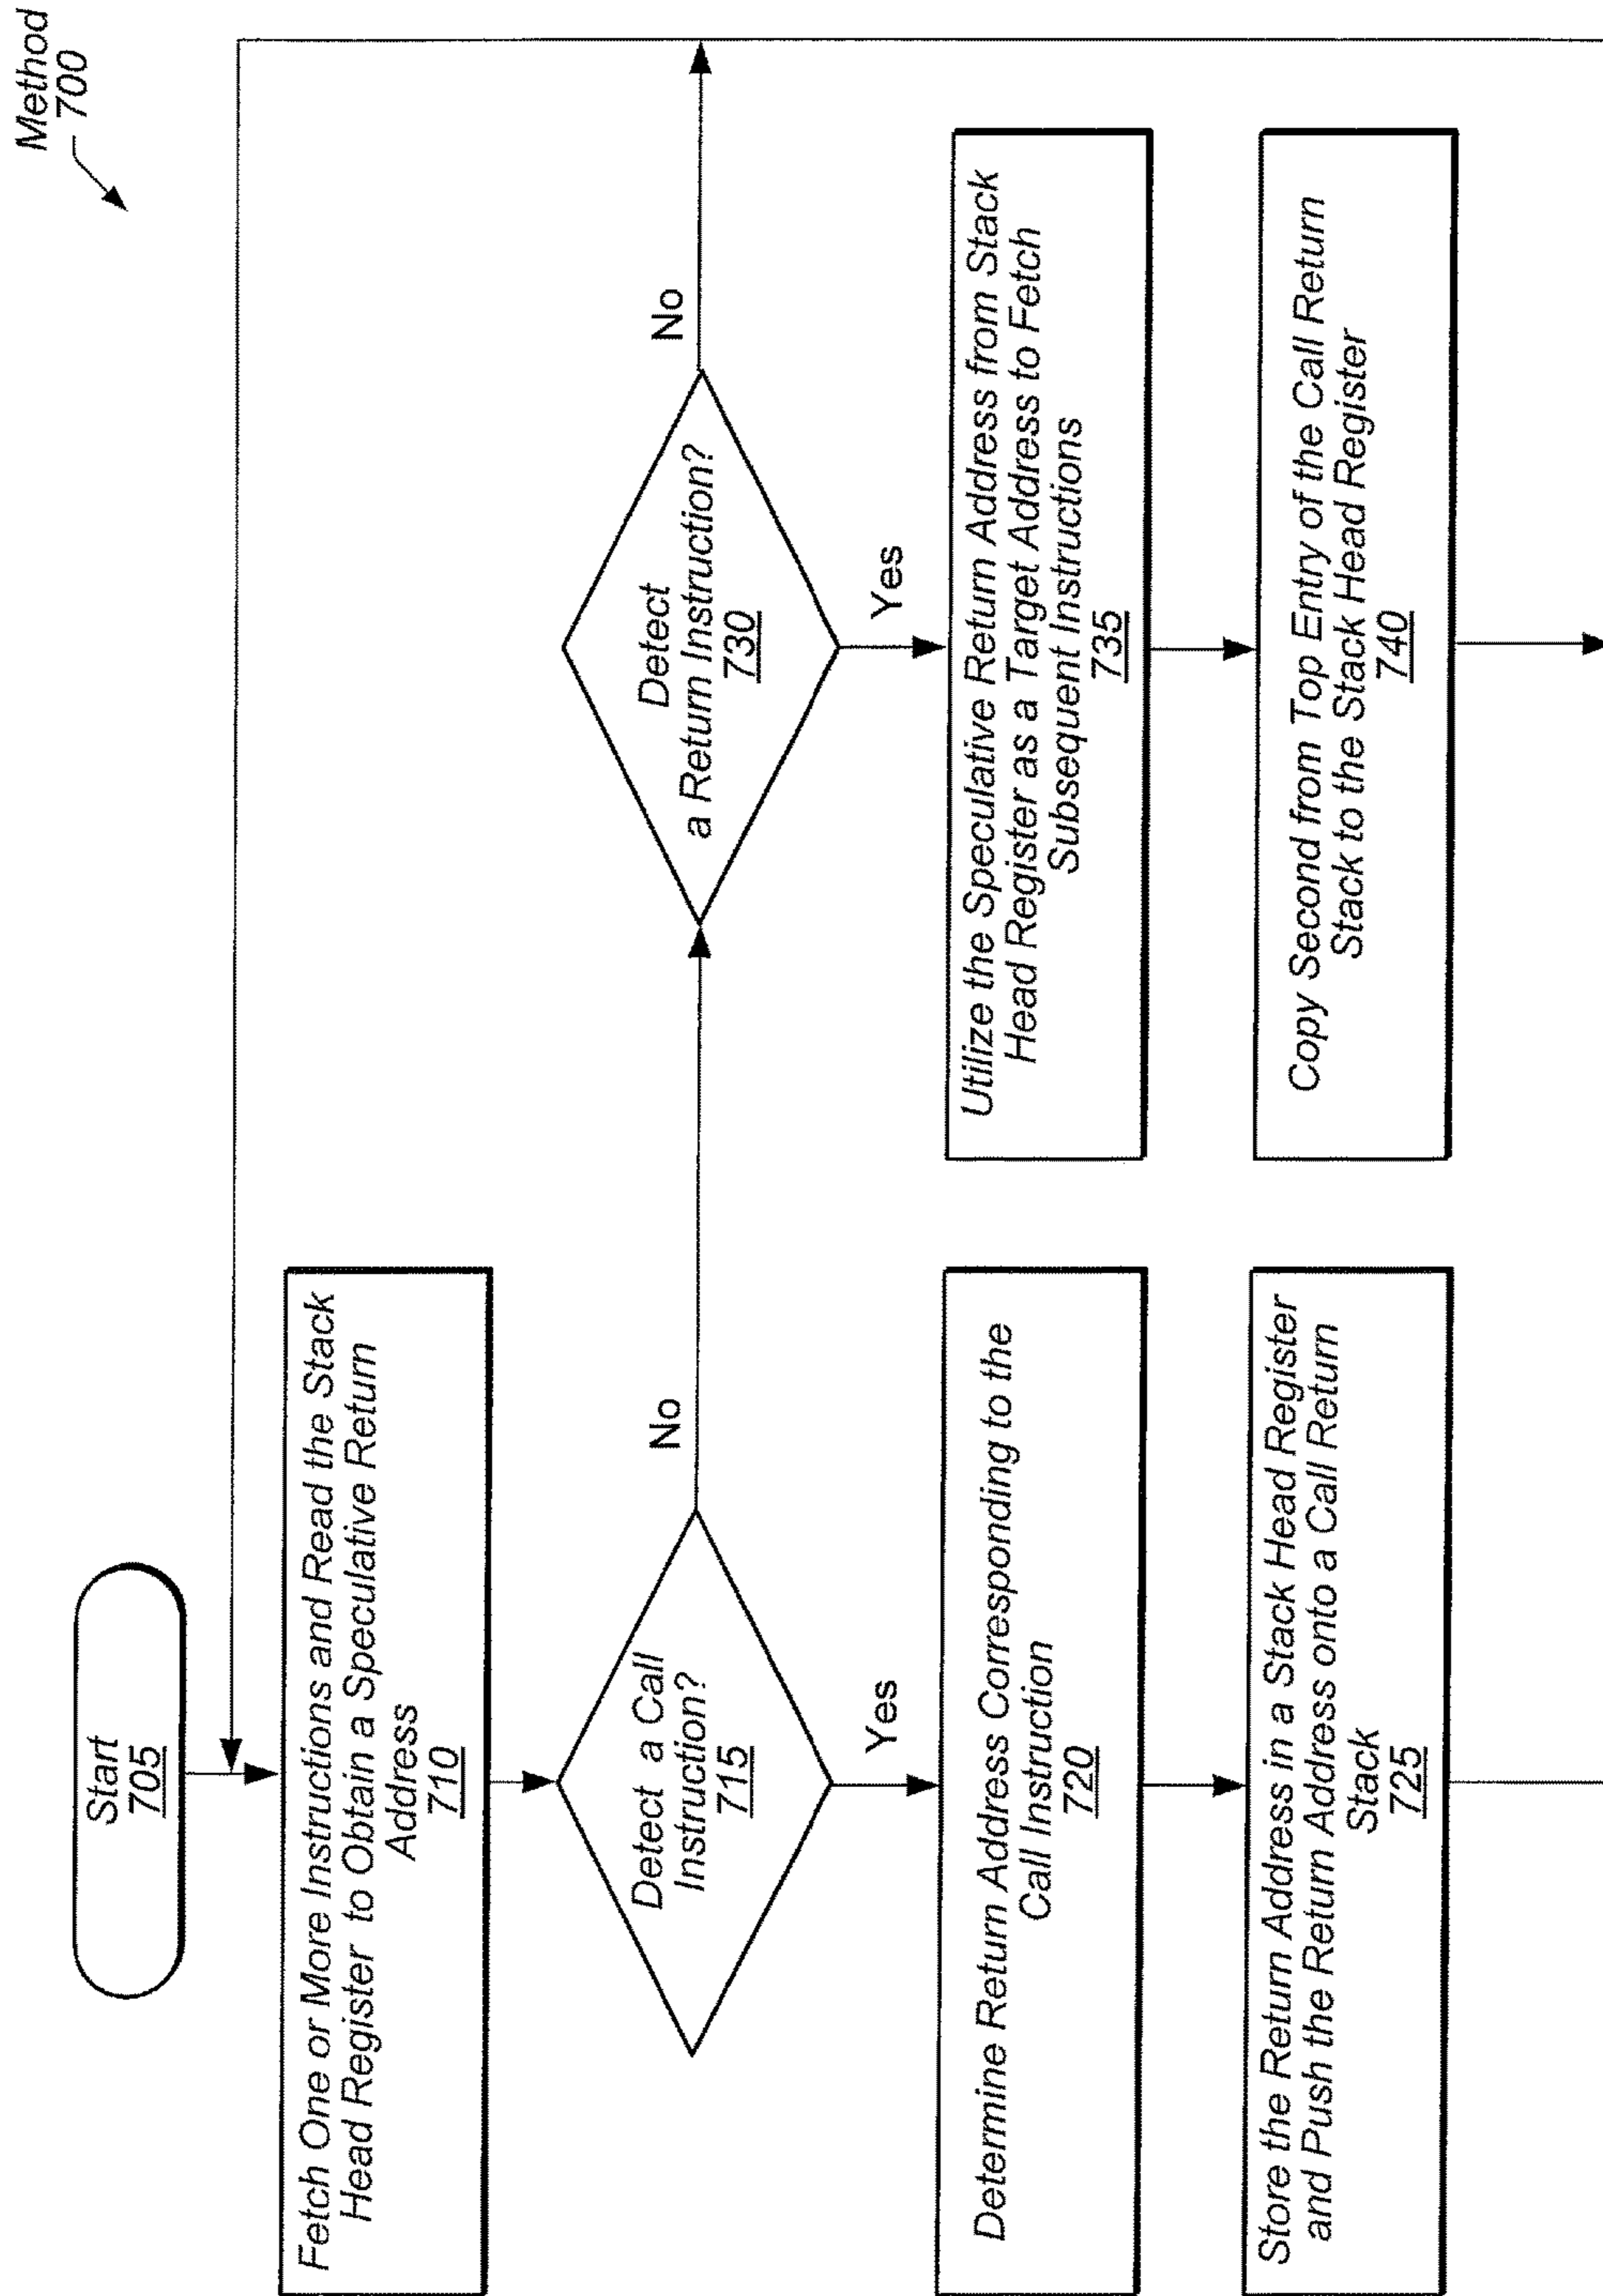 Method
700
Start
705
Fetch One or More Instructions and Read the Stack
Head Register to Obtain a Speculative Return
Address
710
Detect a Call
Instruction?
715
No
Yes
Determine Return Address Corresponding to the
Call Instruction
720
Store the Return Address in a Stack Head Register
and Push the Return Address onto a Call Return
Stack
725
Detect
a Return Instruction?
730
No
Yes
Utilize the Speculative Return Address from Stack
Head Register as a Target Address to Fetch
Subsequent Instructions
735
Copy Second from Top Entry of the Call Return
Stack to the Stack Head Register
740